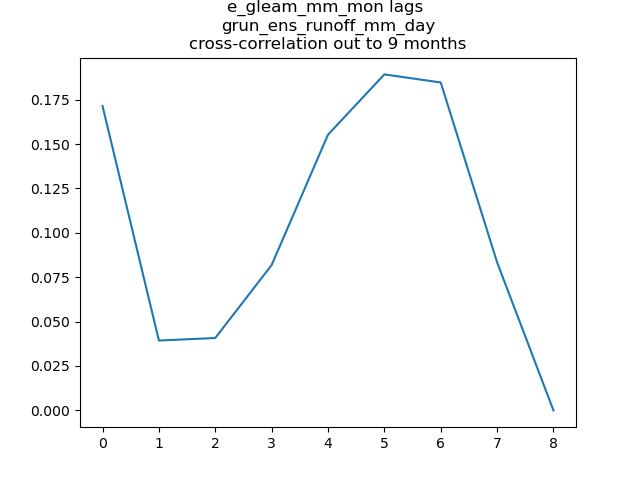 e_gleam_mm_mon lags
grun_ens_runoff_mm_day
cross-correlation out to 9 months
0.175
0.150
0.125
0.100
0.075
0.050
0.025
0.000
0 1 2 3 4 5 6 7 8